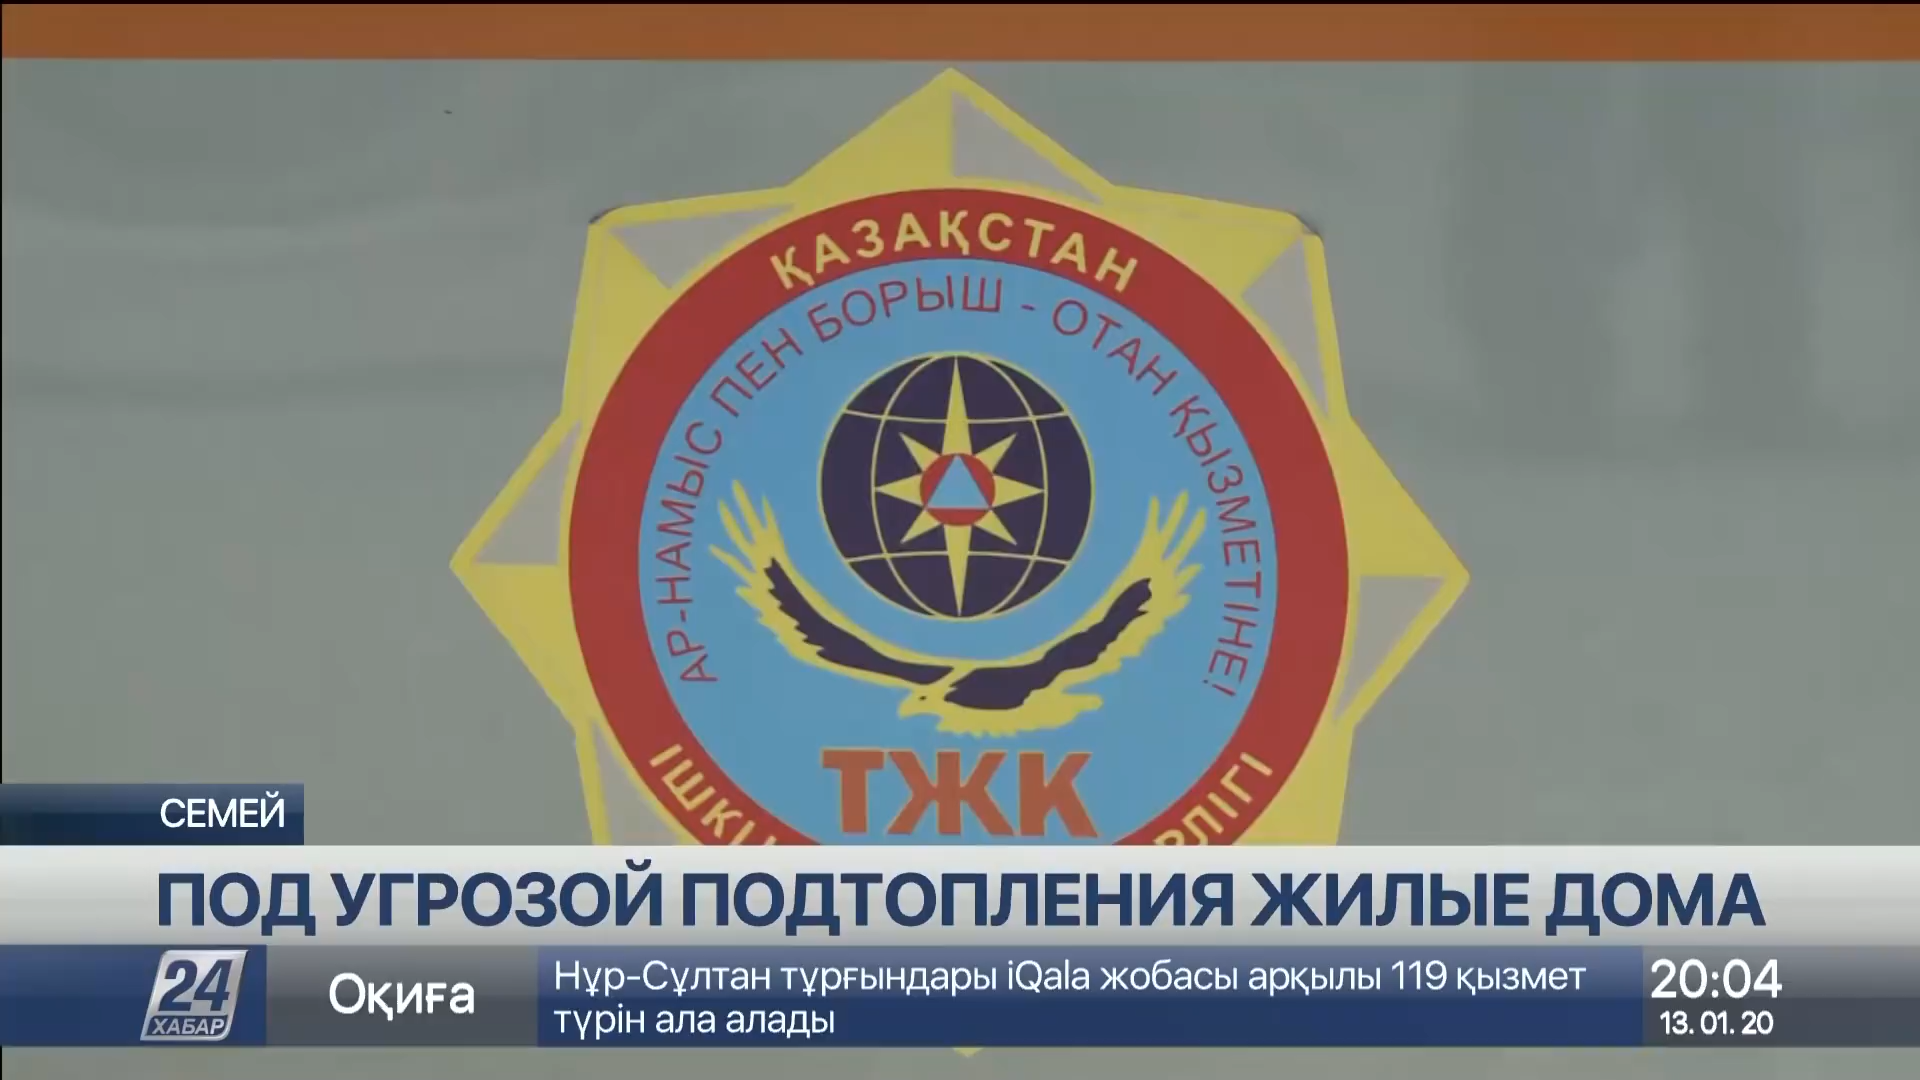 ҚАЗАҚСТАН
АР-НАМЫС ПЕН БОРЫШ - ОТАН ҚЫЗМЕТІНЕ!
ТЖК
СЕМЕЙ
ПОД УГРОЗОЙ ПОДТОПЛЕНИЯ ЖИЛЫЕ ДОМА
24
ХАБАР
Оқиға
Нұр-Сұлтан тұрғындары iQala жобасы арқылы 119 қызмет
түрін ала алады
20:04
13. 01. 20